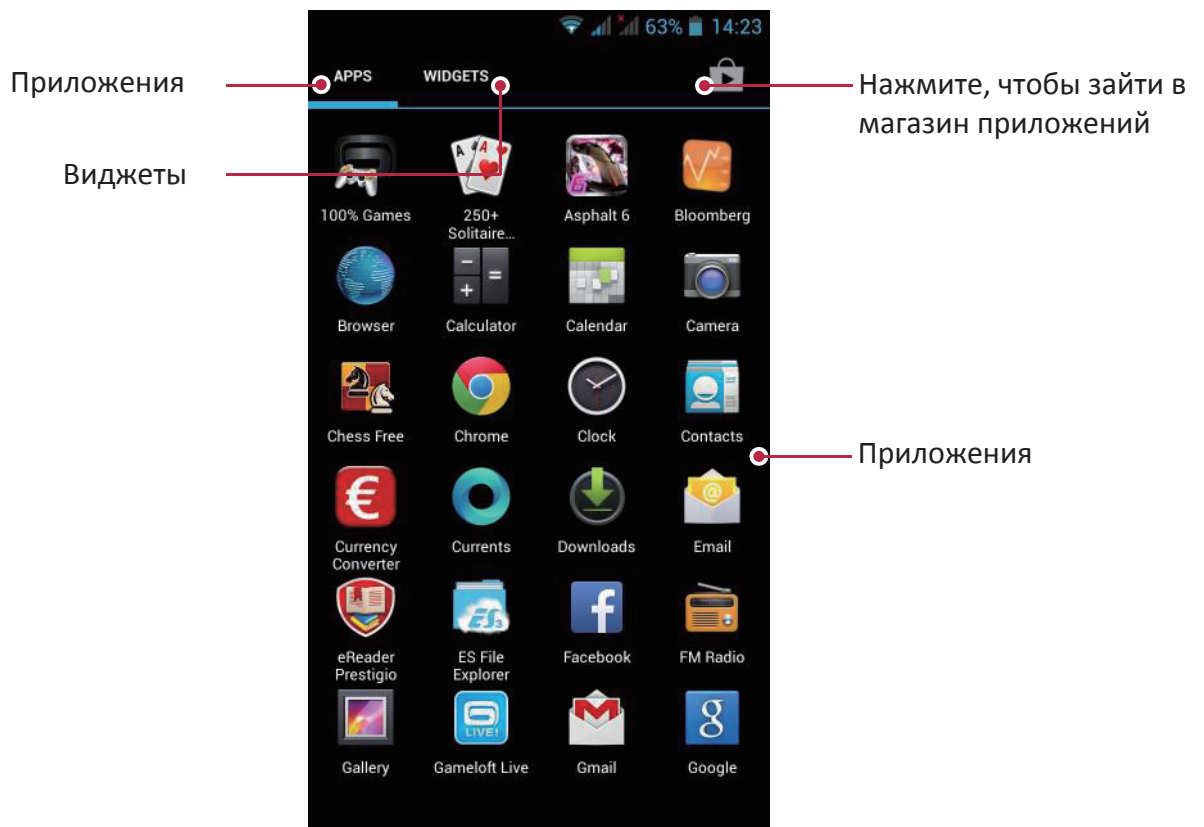 63% 14:23
APPS WIDGETS
Приложения
Нажмите, чтобы зайти в
магазин приложений
Виджеты
100% Games
250+
Solitaire...
Asphalt 6
Bloomberg
Browser
Calculator
Calendar
Camera
Chess Free
Chrome
Clock
Contacts
Приложения
Currency
Converter
Currents
Downloads
Email
eReader
Prestigio
ES File
Explorer
Facebook
FM Radio
LIVE!
Gallery
Gameloft Live
Gmail
Google